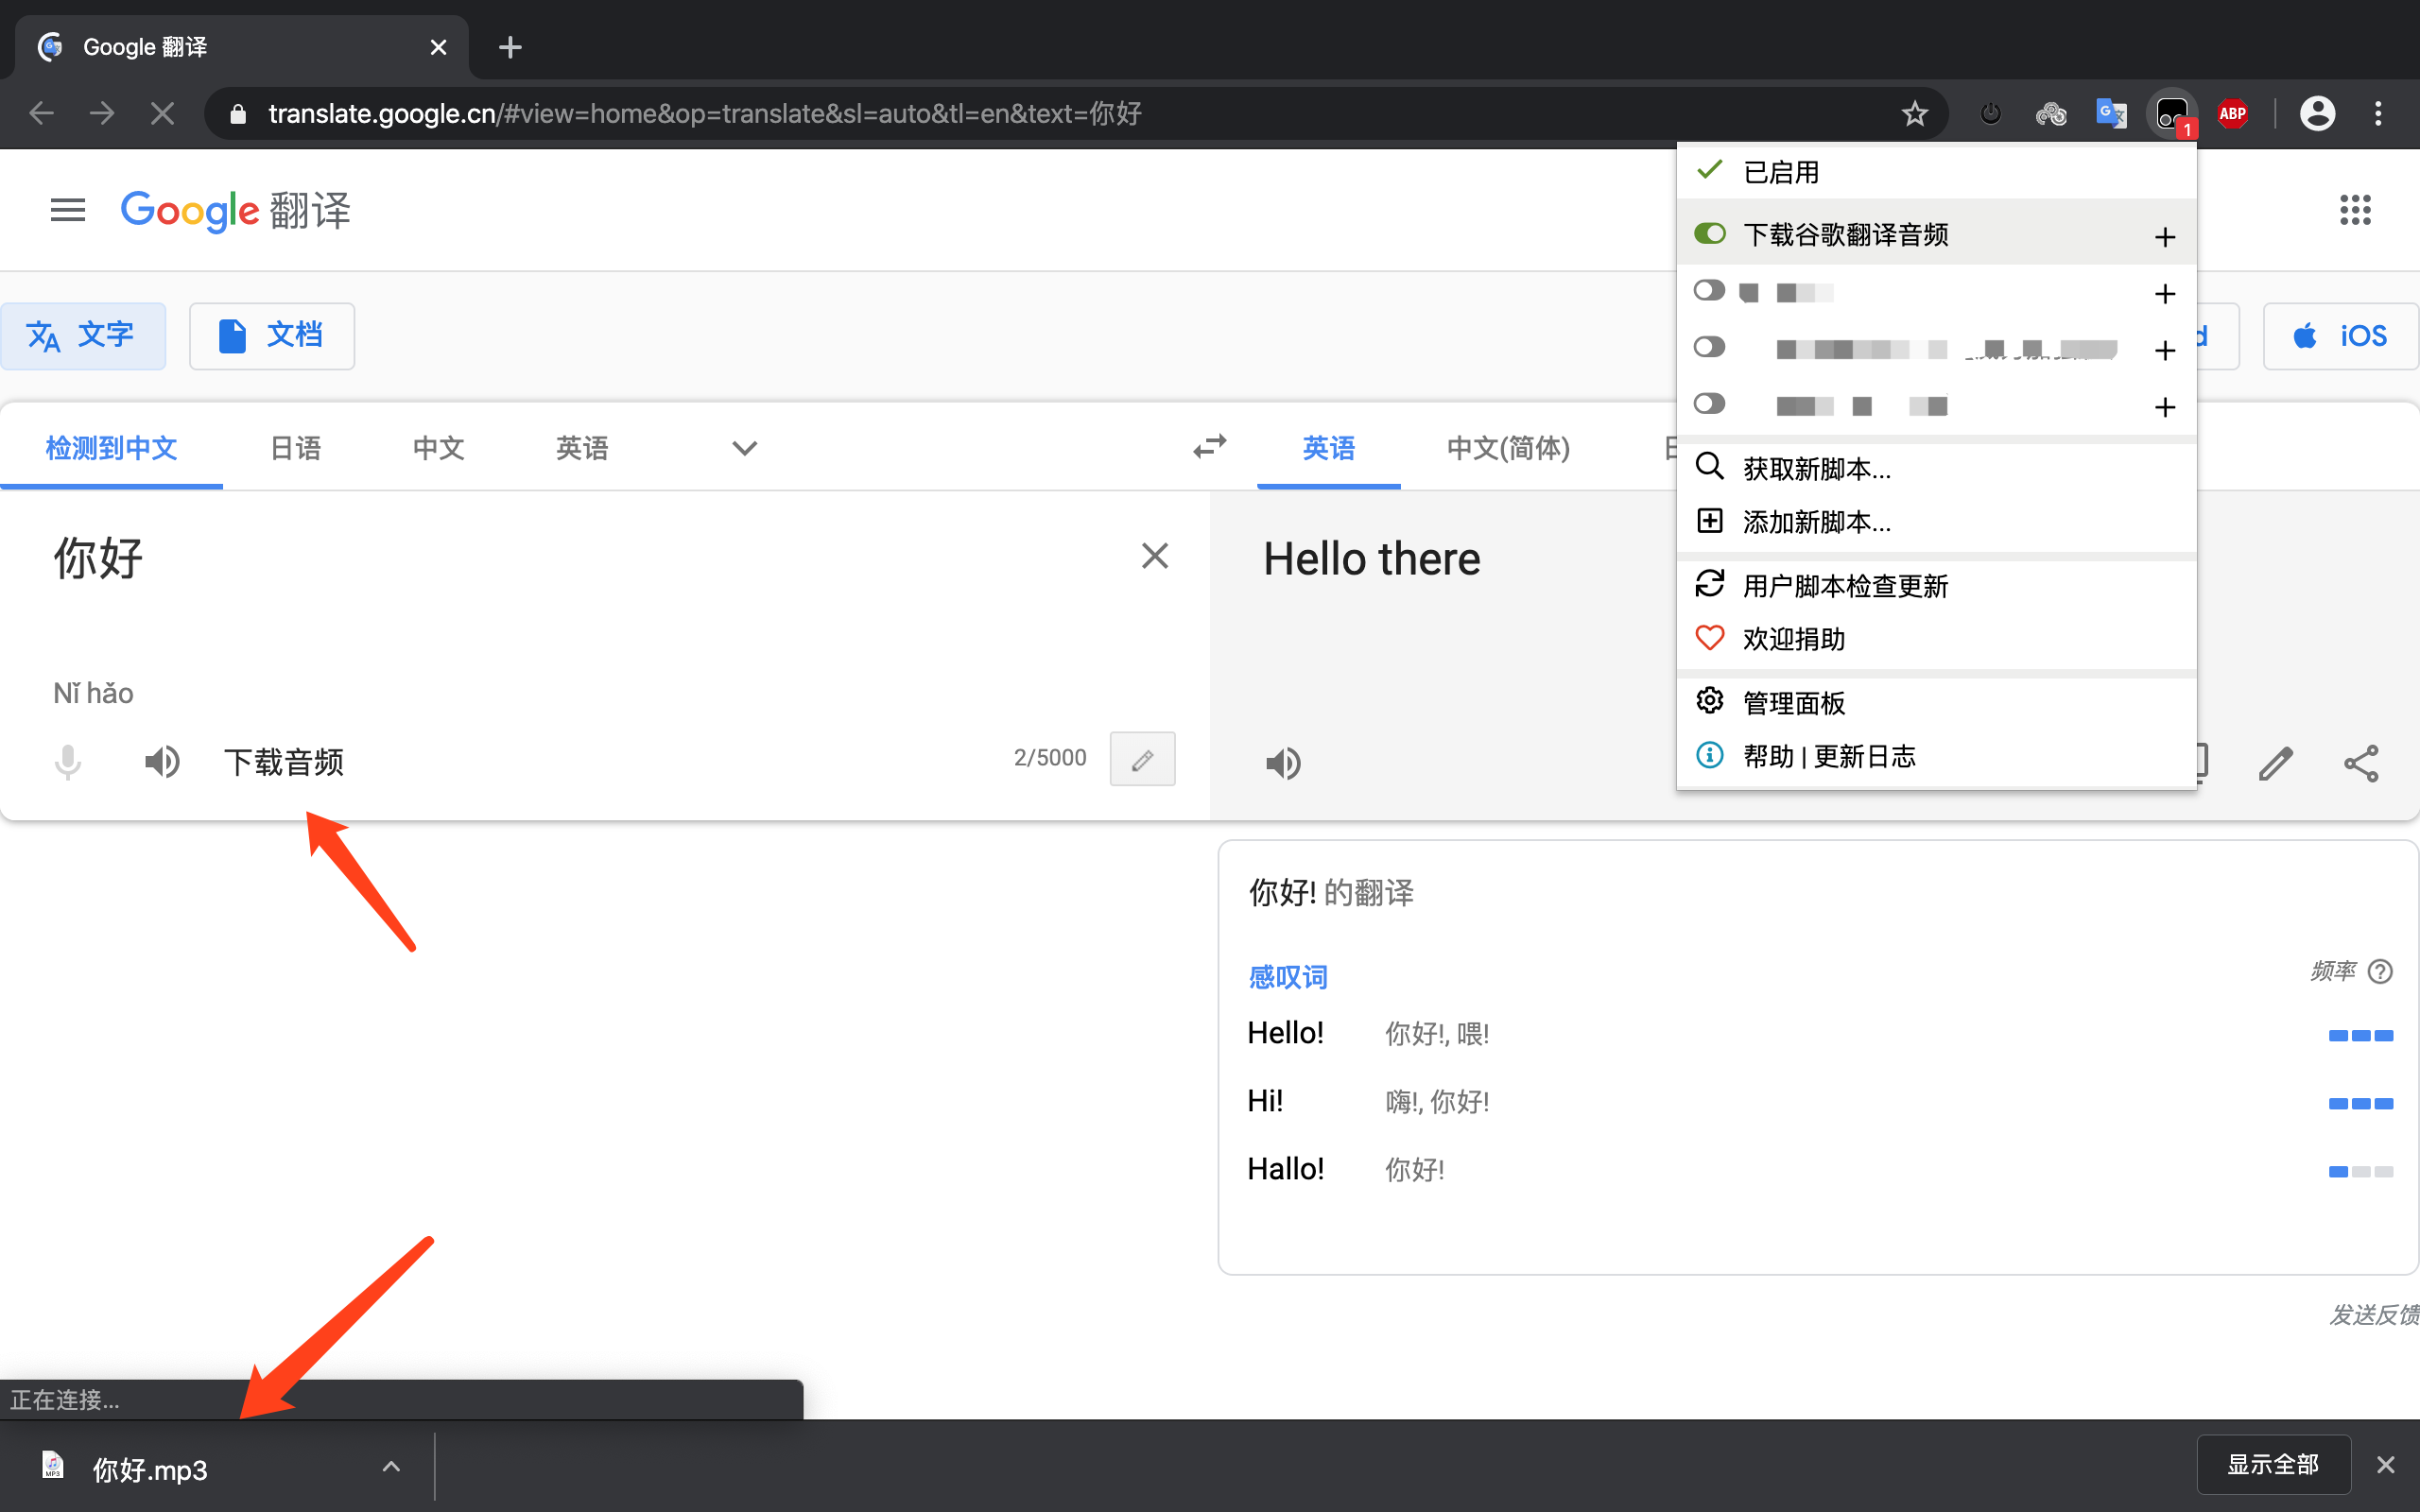 Google 翻译
translate.google.cn/#view=home&op=translate&sl=auto&tl=en&text=你好
1
ABP
已启用
下载谷歌翻译音频
获取新脚本...
添加新脚本...
用户脚本检查更新
欢迎捐助
管理面板
帮助 | 更新日志
Google 翻译
文字
文档
iOS
检测到中文
日语
中文
英语
英语
中文(简体)
你好
Nǐ hǎo
下载音频
2/5000
Hello there
你好! 的翻译
感叹词
频率
Hello!
你好!, 喂!
Hi!
嗨!, 你好!
Hallo!
你好!
发送反馈
正在连接...
MP3
你好.mp3
显示全部